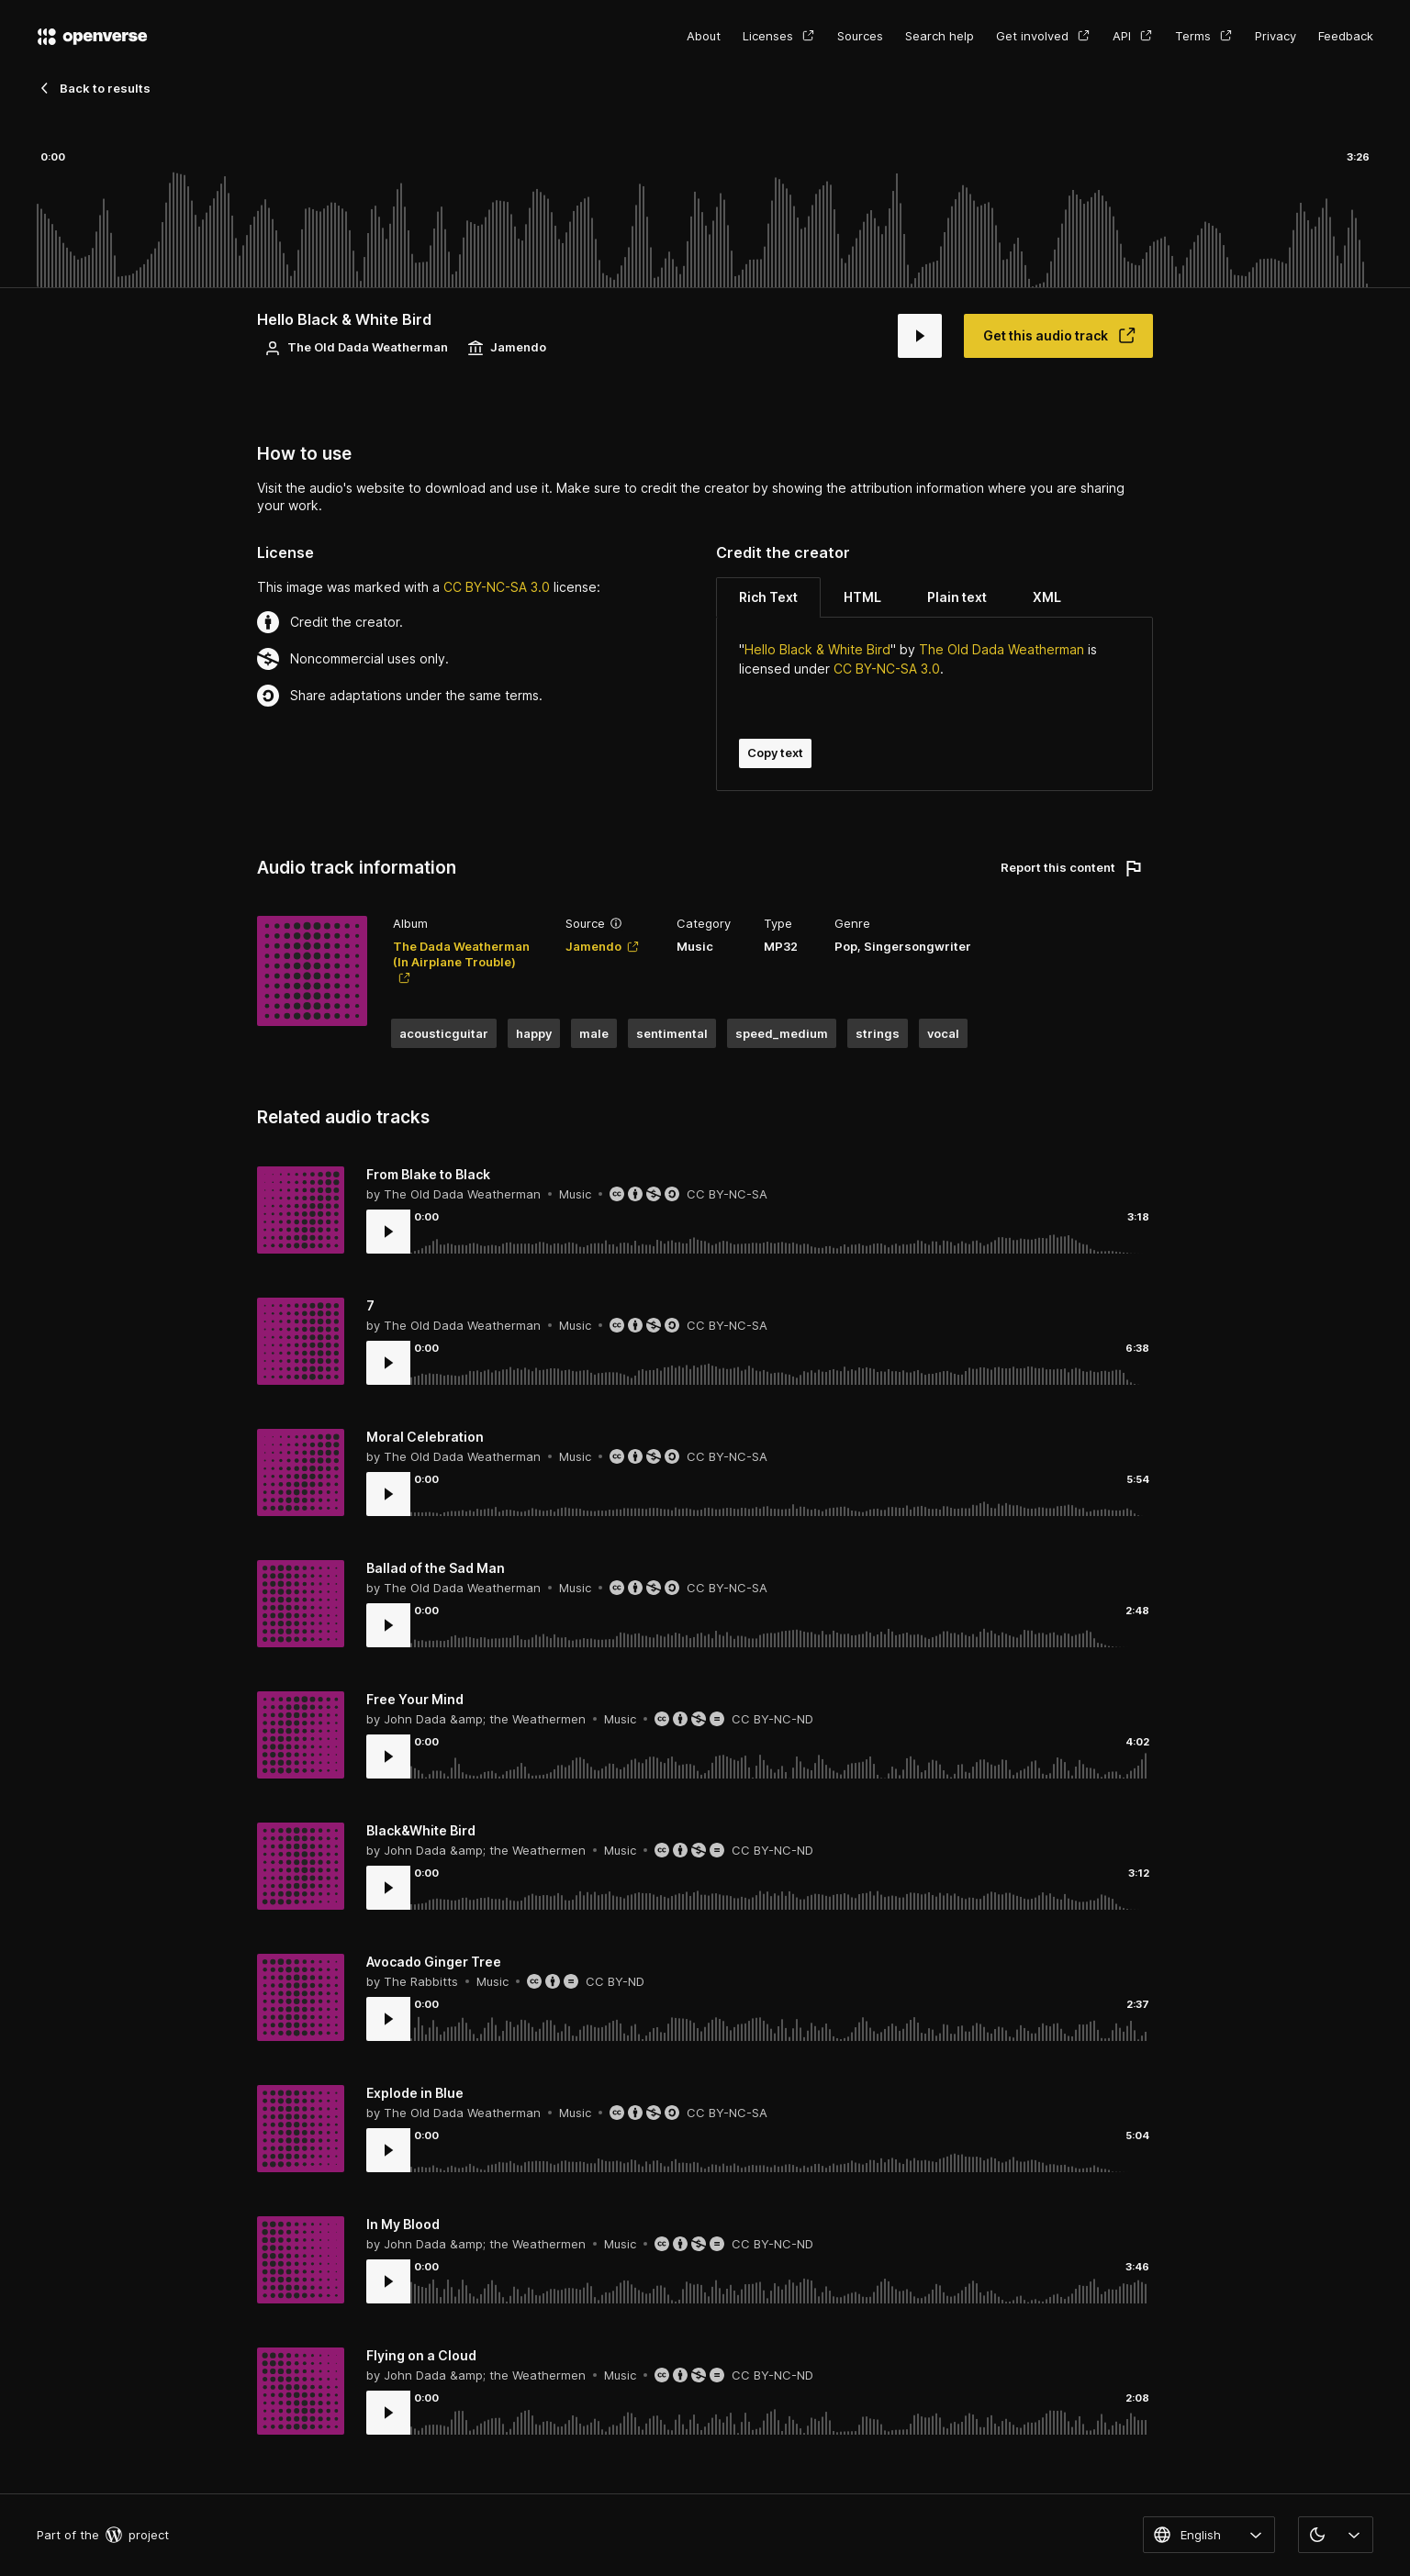 openverse
About Licenses Sources Search help Get involved API Terms Privacy Feedback
Back to results
0:00 3:26
Hello Black & White Bird
The Old Dada Weatherman Jamendo
Get this audio track
How to use
Visit the audio's website to download and use it. Make sure to credit the creator by showing the attribution information where you are sharing
your work.
License
This image was marked with a CC BY-NC-SA 3.0 license:
Credit the creator.
Noncommercial uses only.
Share adaptations under the same terms.
Credit the creator
Rich Text HTML Plain text XML
"Hello Black & White Bird" by The Old Dada Weatherman is
licensed under CC BY-NC-SA 3.0.
Copy text
Audio track information
Report this content
Album Source Category Type Genre
The Dada Weatherman Jamendo Music MP32 Pop, Singersongwriter
(In Airplane Trouble)
acousticguitar happy male sentimental speed_medium strings vocal
Related audio tracks
From Blake to Black
by The Old Dada Weatherman • Music • CC BY-NC-SA
0:00 3:18
7
by The Old Dada Weatherman • Music • CC BY-NC-SA
0:00 6:38
Moral Celebration
by The Old Dada Weatherman • Music • CC BY-NC-SA
0:00 5:54
Ballad of the Sad Man
by The Old Dada Weatherman • Music • CC BY-NC-SA
0:00 2:48
Free Your Mind
by John Dada &amp; the Weathermen • Music • CC BY-NC-ND
0:00 4:02
Black&White Bird
by John Dada &amp; the Weathermen • Music • CC BY-NC-ND
0:00 3:12
Avocado Ginger Tree
by The Rabbitts • Music • CC BY-ND
0:00 2:37
Explode in Blue
by The Old Dada Weatherman • Music • CC BY-NC-SA
0:00 5:04
In My Blood
by John Dada &amp; the Weathermen • Music • CC BY-NC-ND
0:00 3:46
Flying on a Cloud
by John Dada &amp; the Weathermen • Music • CC BY-NC-ND
0:00 2:08
Part of the project
English